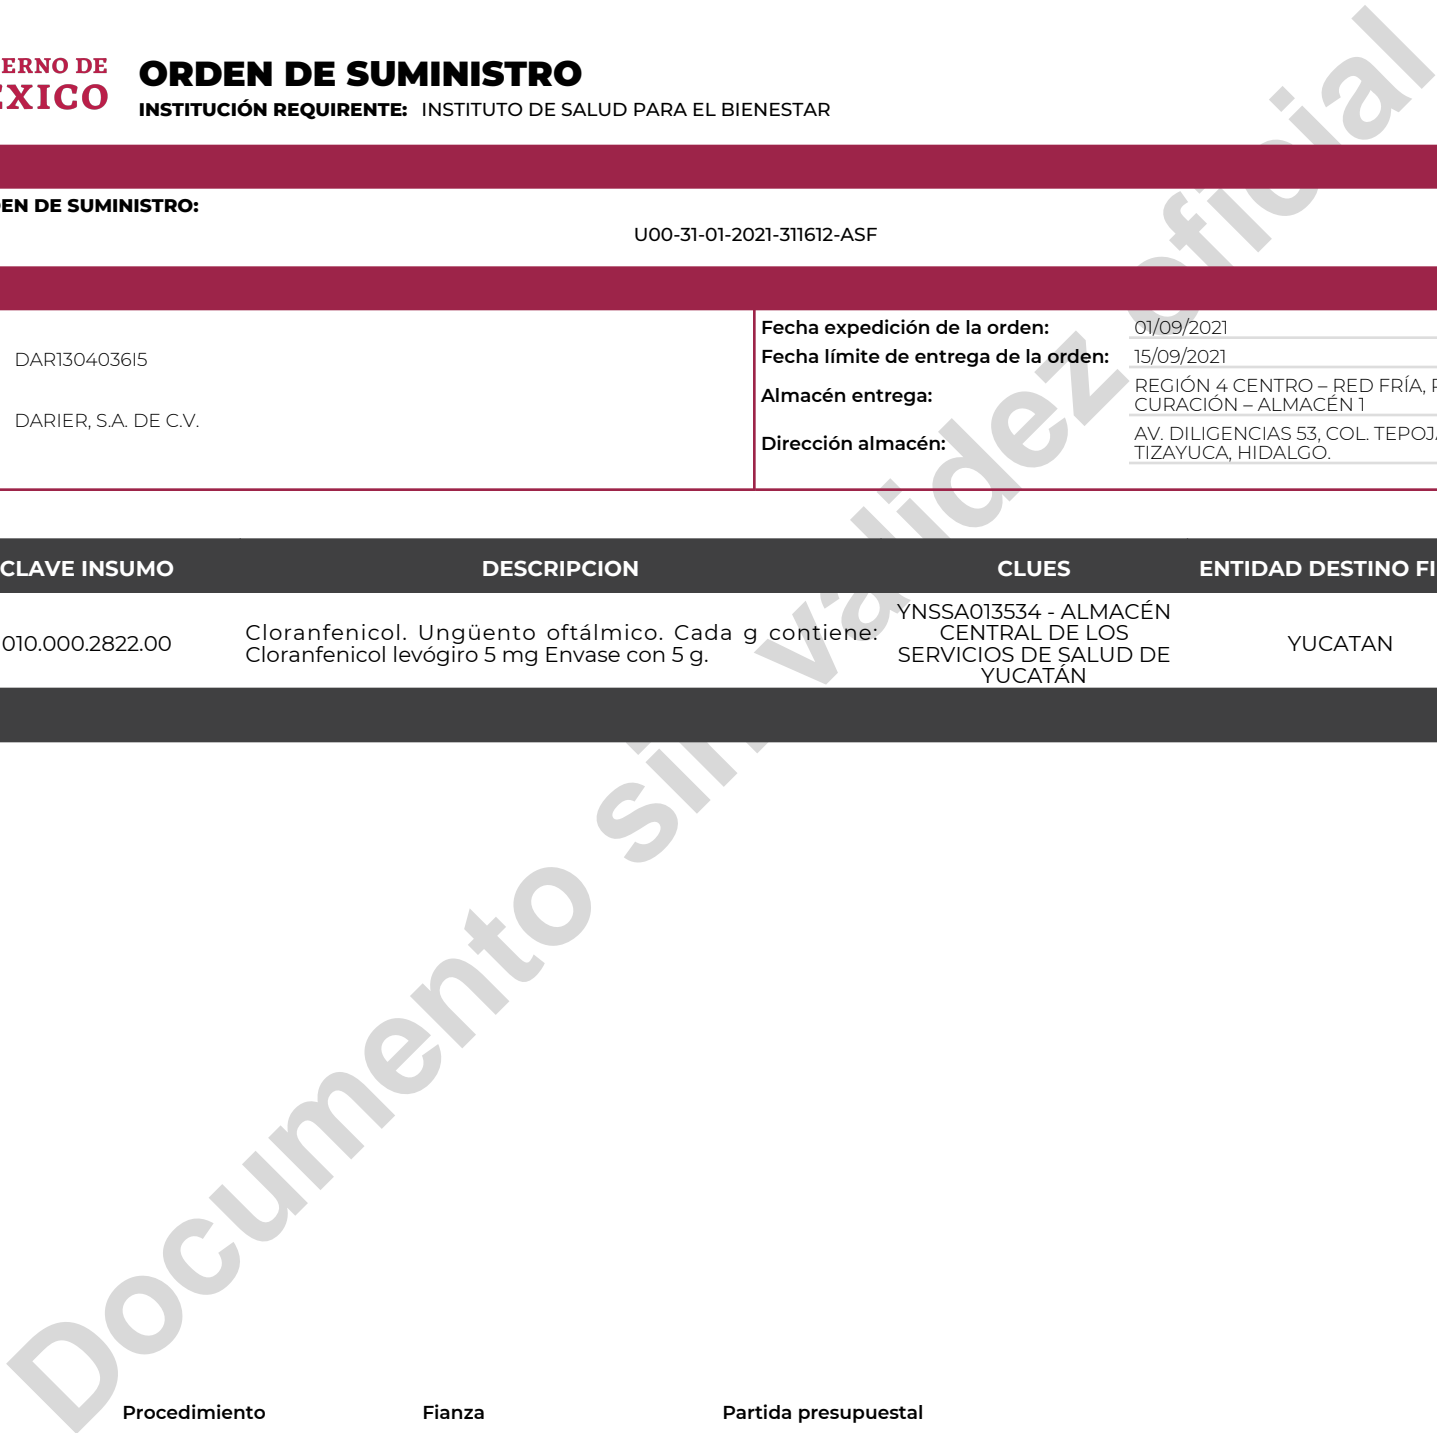 ERNO DE
ORDEN DE SUMINISTRO
EXICO
INSTITUCIÓN REQUIRENTE: INSTITUTO DE SALUD PARA EL BIENESTAR
EN DE SUMINISTRO:
U00-31-01-2021-311612-ASF
Fecha expedición de la orden: 01/09/2021
DAR1304036I5
Fecha límite de entrega de la orden: 15/09/2021
Almacén entrega: REGIÓN 4 CENTRO – RED FRÍA,
CURACIÓN – ALMACÉN 1
DARIER, S.A. DE C.V.
Dirección almacén: AV. DILIGENCIAS 53, COL. TEPOJ
TIZAYUCA, HIDALGO.
CLAVE INSUMO DESCRIPCION CLUES ENTIDAD DESTINO FI
010.000.2822.00
Cloranfenicol. Ungüento oftálmico. Cada g contiene:
Cloranfenicol levógiro 5 mg Envase con 5 g.
YNSSA013534 - ALMACÉN
CENTRAL DE LOS
SERVICIOS DE SALUD DE
YUCATÁN
YUCATAN
Documento sin validez oficial
Procedimiento Fianza Partida presupuestal